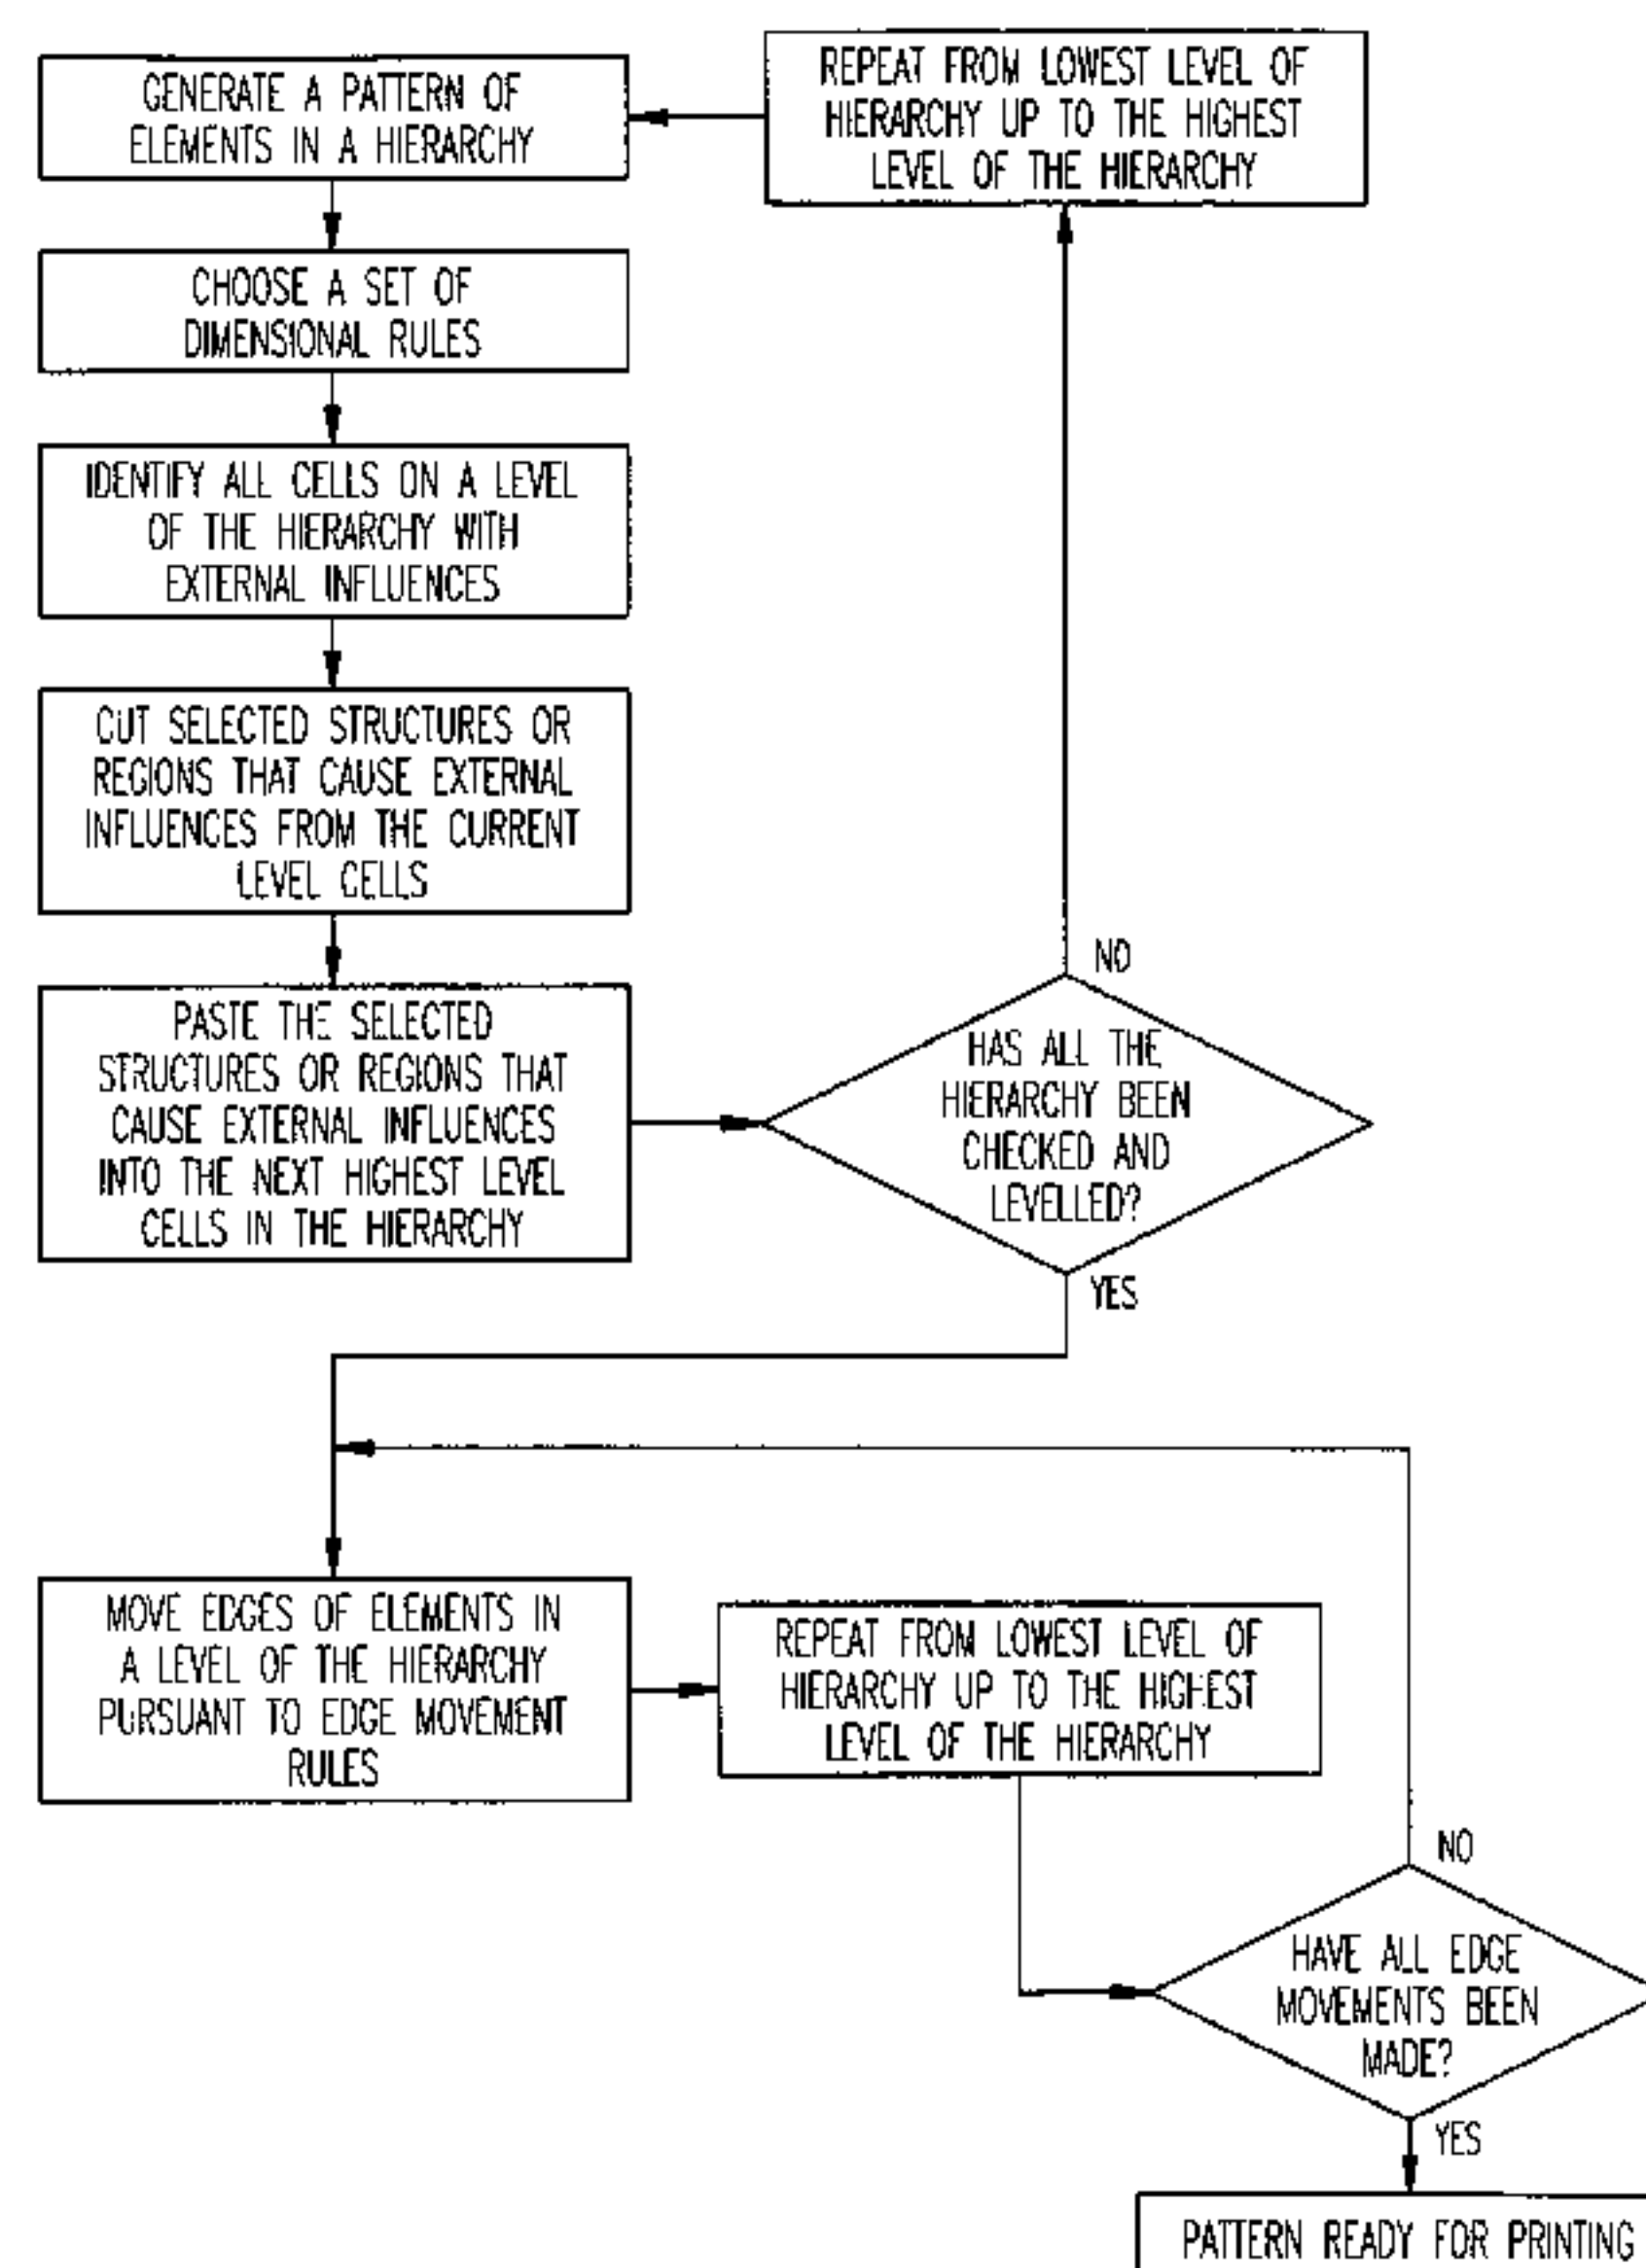 GENERATE A PATTERN OF
ELEMENTS IN A HIERARCHY
REPEAT FROM LOWEST LEVEL OF
HIERARCHY UP TO THE HIGHEST
LEVEL OF THE HIERARCHY
CHOOSE A SET OF
DIMENSIONAL RULES
IDENTIFY ALL CELLS ON A LEVEL
OF THE HIERARCHY WITH
EXTERNAL INFLUENCES
CUT SELECTED STRUCTURES OR
REGIONS THAT CAUSE EXTERNAL
INFLUENCES FROM THE CURRENT
LEVEL CELLS
PASTE THE SELECTED
STRUCTURES OR REGIONS THAT
CAUSE EXTERNAL INFLUENCES
INTO THE NEXT HIGHEST LEVEL
CELLS IN THE HIERARCHY
NO
HAS ALL THE
HIERARCHY BEEN
CHECKED AND
LEVELLED?
YES
MOVE EDGES OF ELEMENTS IN
A LEVEL OF THE HIERARCHY
PURSUANT TO EDGE MOVEMENT
RULES
REPEAT FROM LOWEST LEVEL OF
HIERARCHY UP TO THE HIGHEST
LEVEL OF THE HIERARCHY
NO
HAVE ALL EDGE
MOVEMENTS BEEN
MADE?
YES
PATTERN READY FOR PRINTING